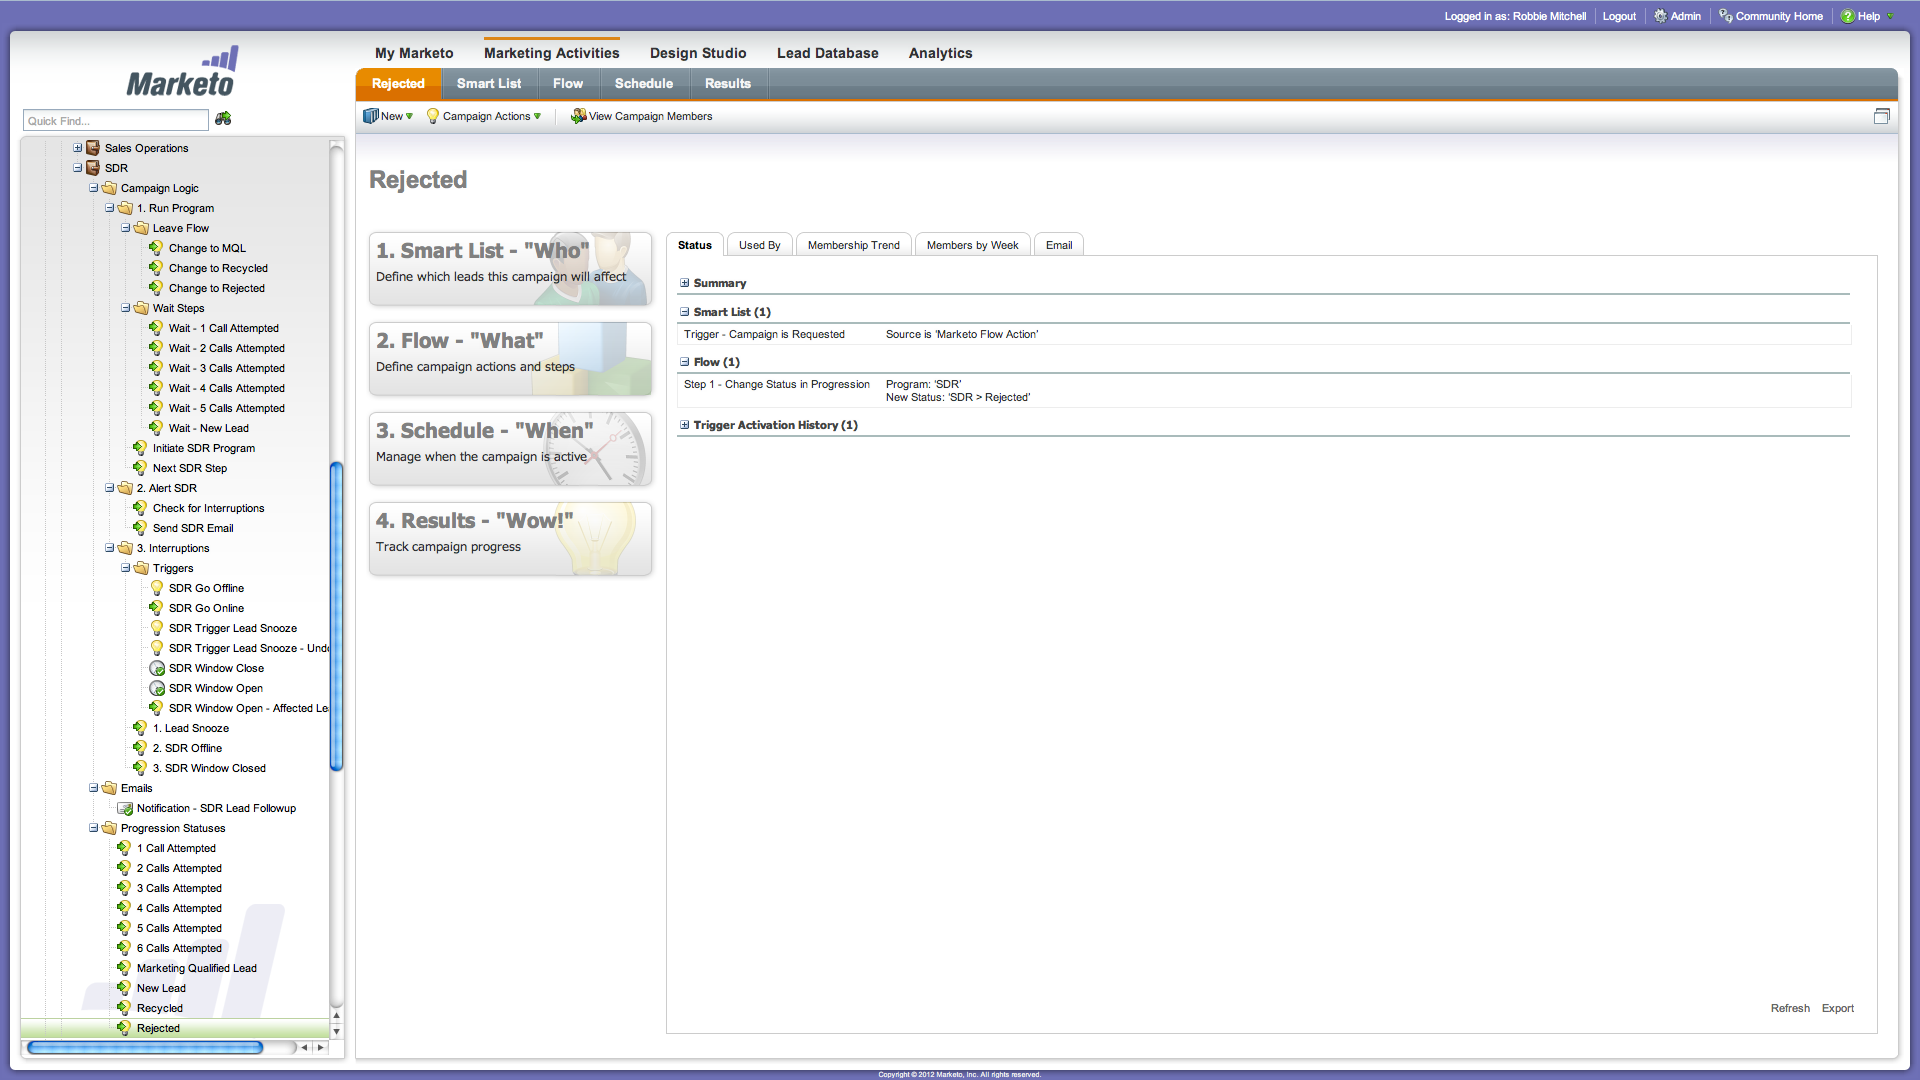 Logged in as: Robbie Mitchell
Logout
Admin
Community Home
Help
Marketo
My Marketo
Marketing Activities
Design Studio
Lead Database
Analytics
Rejected
Smart List
Flow
Schedule
Results
Quick Find...
New
Campaign Actions
View Campaign Members
Sales Operations
SDR
Campaign Logic
1. Run Program
Leave Flow
Change to MQL
Change to Recycled
Change to Rejected
Wait Steps
Wait - 1 Call Attempted
Wait - 2 Calls Attempted
Wait - 3 Calls Attempted
Wait - 4 Calls Attempted
Wait - 5 Calls Attempted
Wait - New Lead
Initiate SDR Program
Next SDR Step
2. Alert SDR
Check for Interruptions
Send SDR Email
3. Interruptions
Triggers
SDR Go Offline
SDR Go Online
SDR Trigger Lead Snooze
SDR Trigger Lead Snooze - Undo
SDR Window Close
SDR Window Open
SDR Window Open - Affected Le
1. Lead Snooze
2. SDR Offline
3. SDR Window Closed
Emails
Notification - SDR Lead Followup
Progression Statuses
1 Call Attempted
2 Calls Attempted
3 Calls Attempted
4 Calls Attempted
5 Calls Attempted
6 Calls Attempted
Marketing Qualified Lead
New Lead
Recycled
Rejected
Rejected
1. Smart List - "Who"
Define which leads this campaign will affect
2. Flow - "What"
Define campaign actions and steps
3. Schedule - "When"
Manage when the campaign is active
4. Results - "Wow!"
Track campaign progress
Status
Used By
Membership Trend
Members by Week
Email
Summary
Smart List (1)
Trigger - Campaign is Requested
Source is 'Marketo Flow Action'
Flow (1)
Step 1 - Change Status in Progression
Program: 'SDR'
New Status: 'SDR > Rejected'
Trigger Activation History (1)
Refresh
Export
Copyright © 2012 Marketo, Inc. All rights reserved.